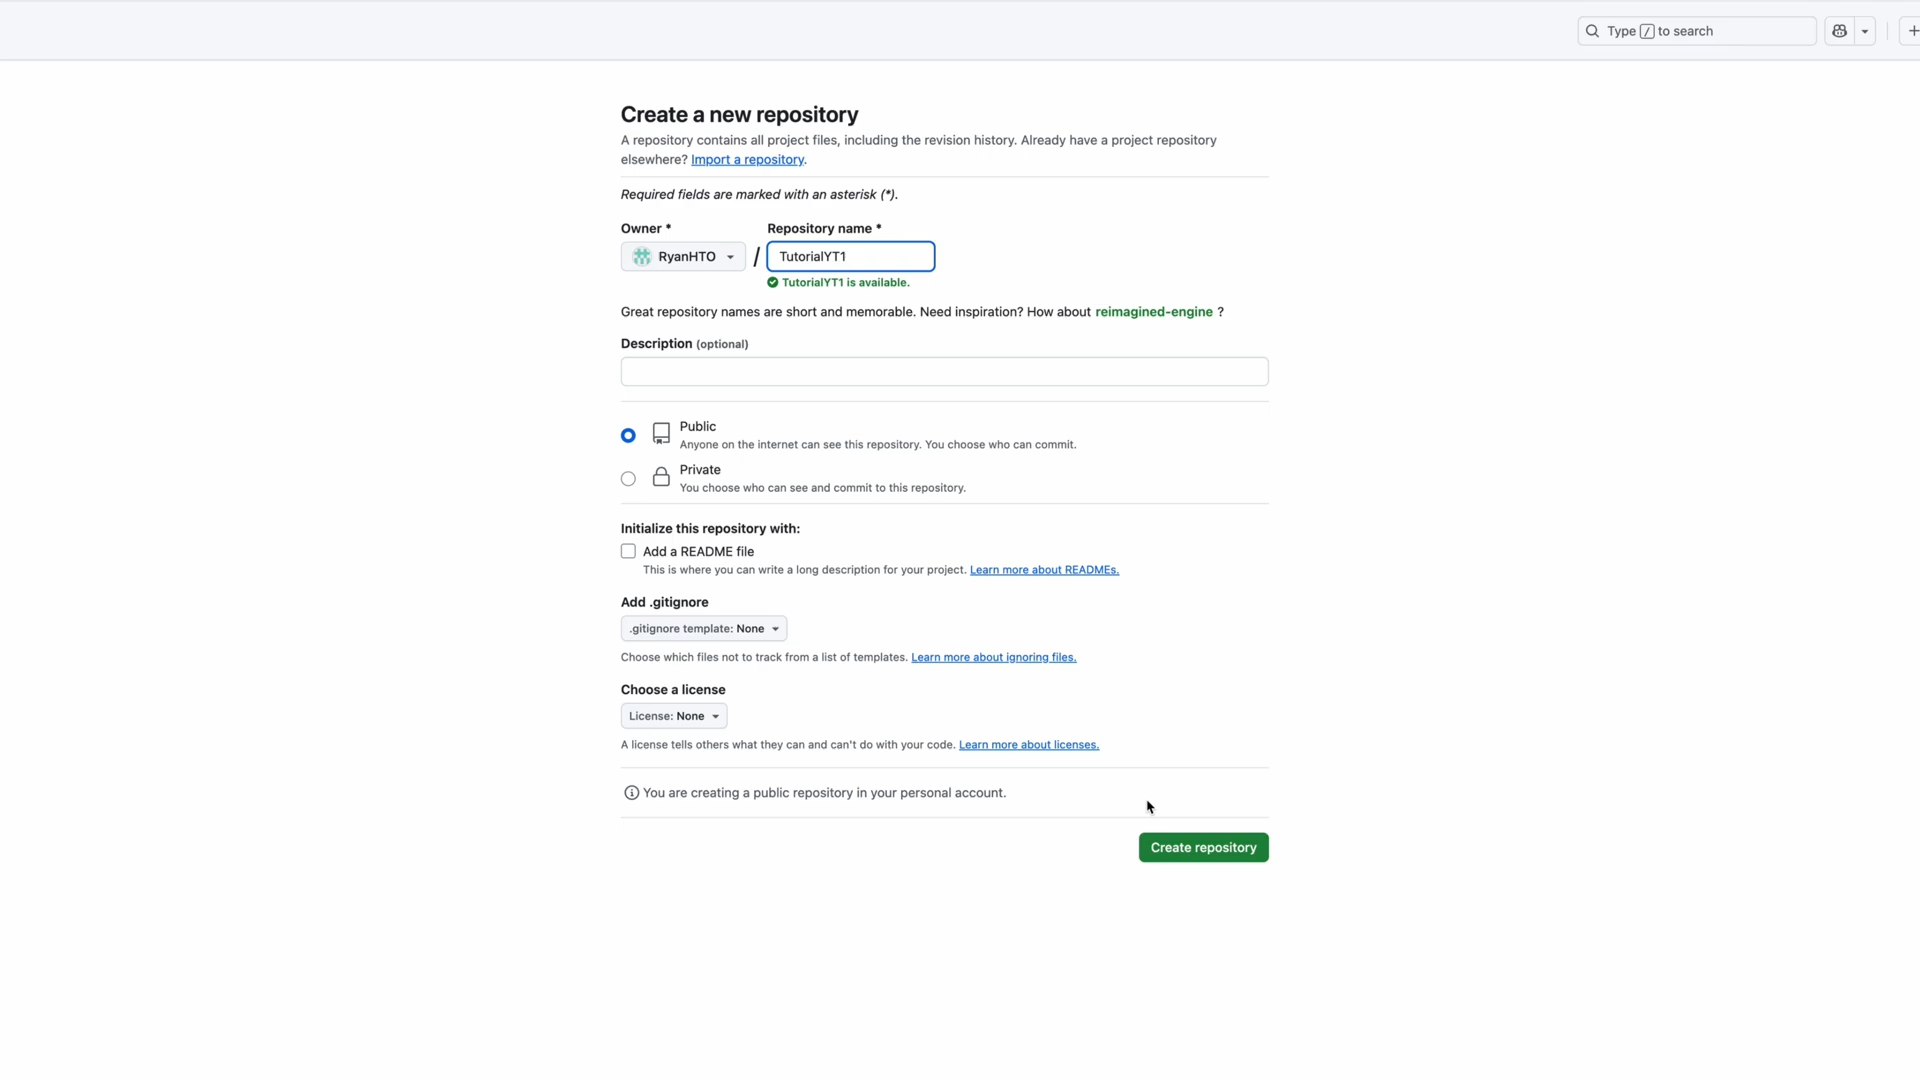 Type / to search
Create a new repository
A repository contains all project files, including the revision history. Already have a project repository
elsewhere? Import a repository.
Required fields are marked with an asterisk (*).
Owner * Repository name *
RyanHTO / TutorialYT1
TutorialYT1 is available.
Great repository names are short and memorable. Need inspiration? How about reimagined-engine ?
Description (optional)
Public
Anyone on the internet can see this repository. You choose who can commit.
Private
You choose who can see and commit to this repository.
Initialize this repository with:
Add a README file
This is where you can write a long description for your project. Learn more about READMEs.
Add .gitignore
.gitignore template: None
Choose which files not to track from a list of templates. Learn more about ignoring files.
Choose a license
License: None
A license tells others what they can and can't do with your code. Learn more about licenses.
You are creating a public repository in your personal account.
Create repository